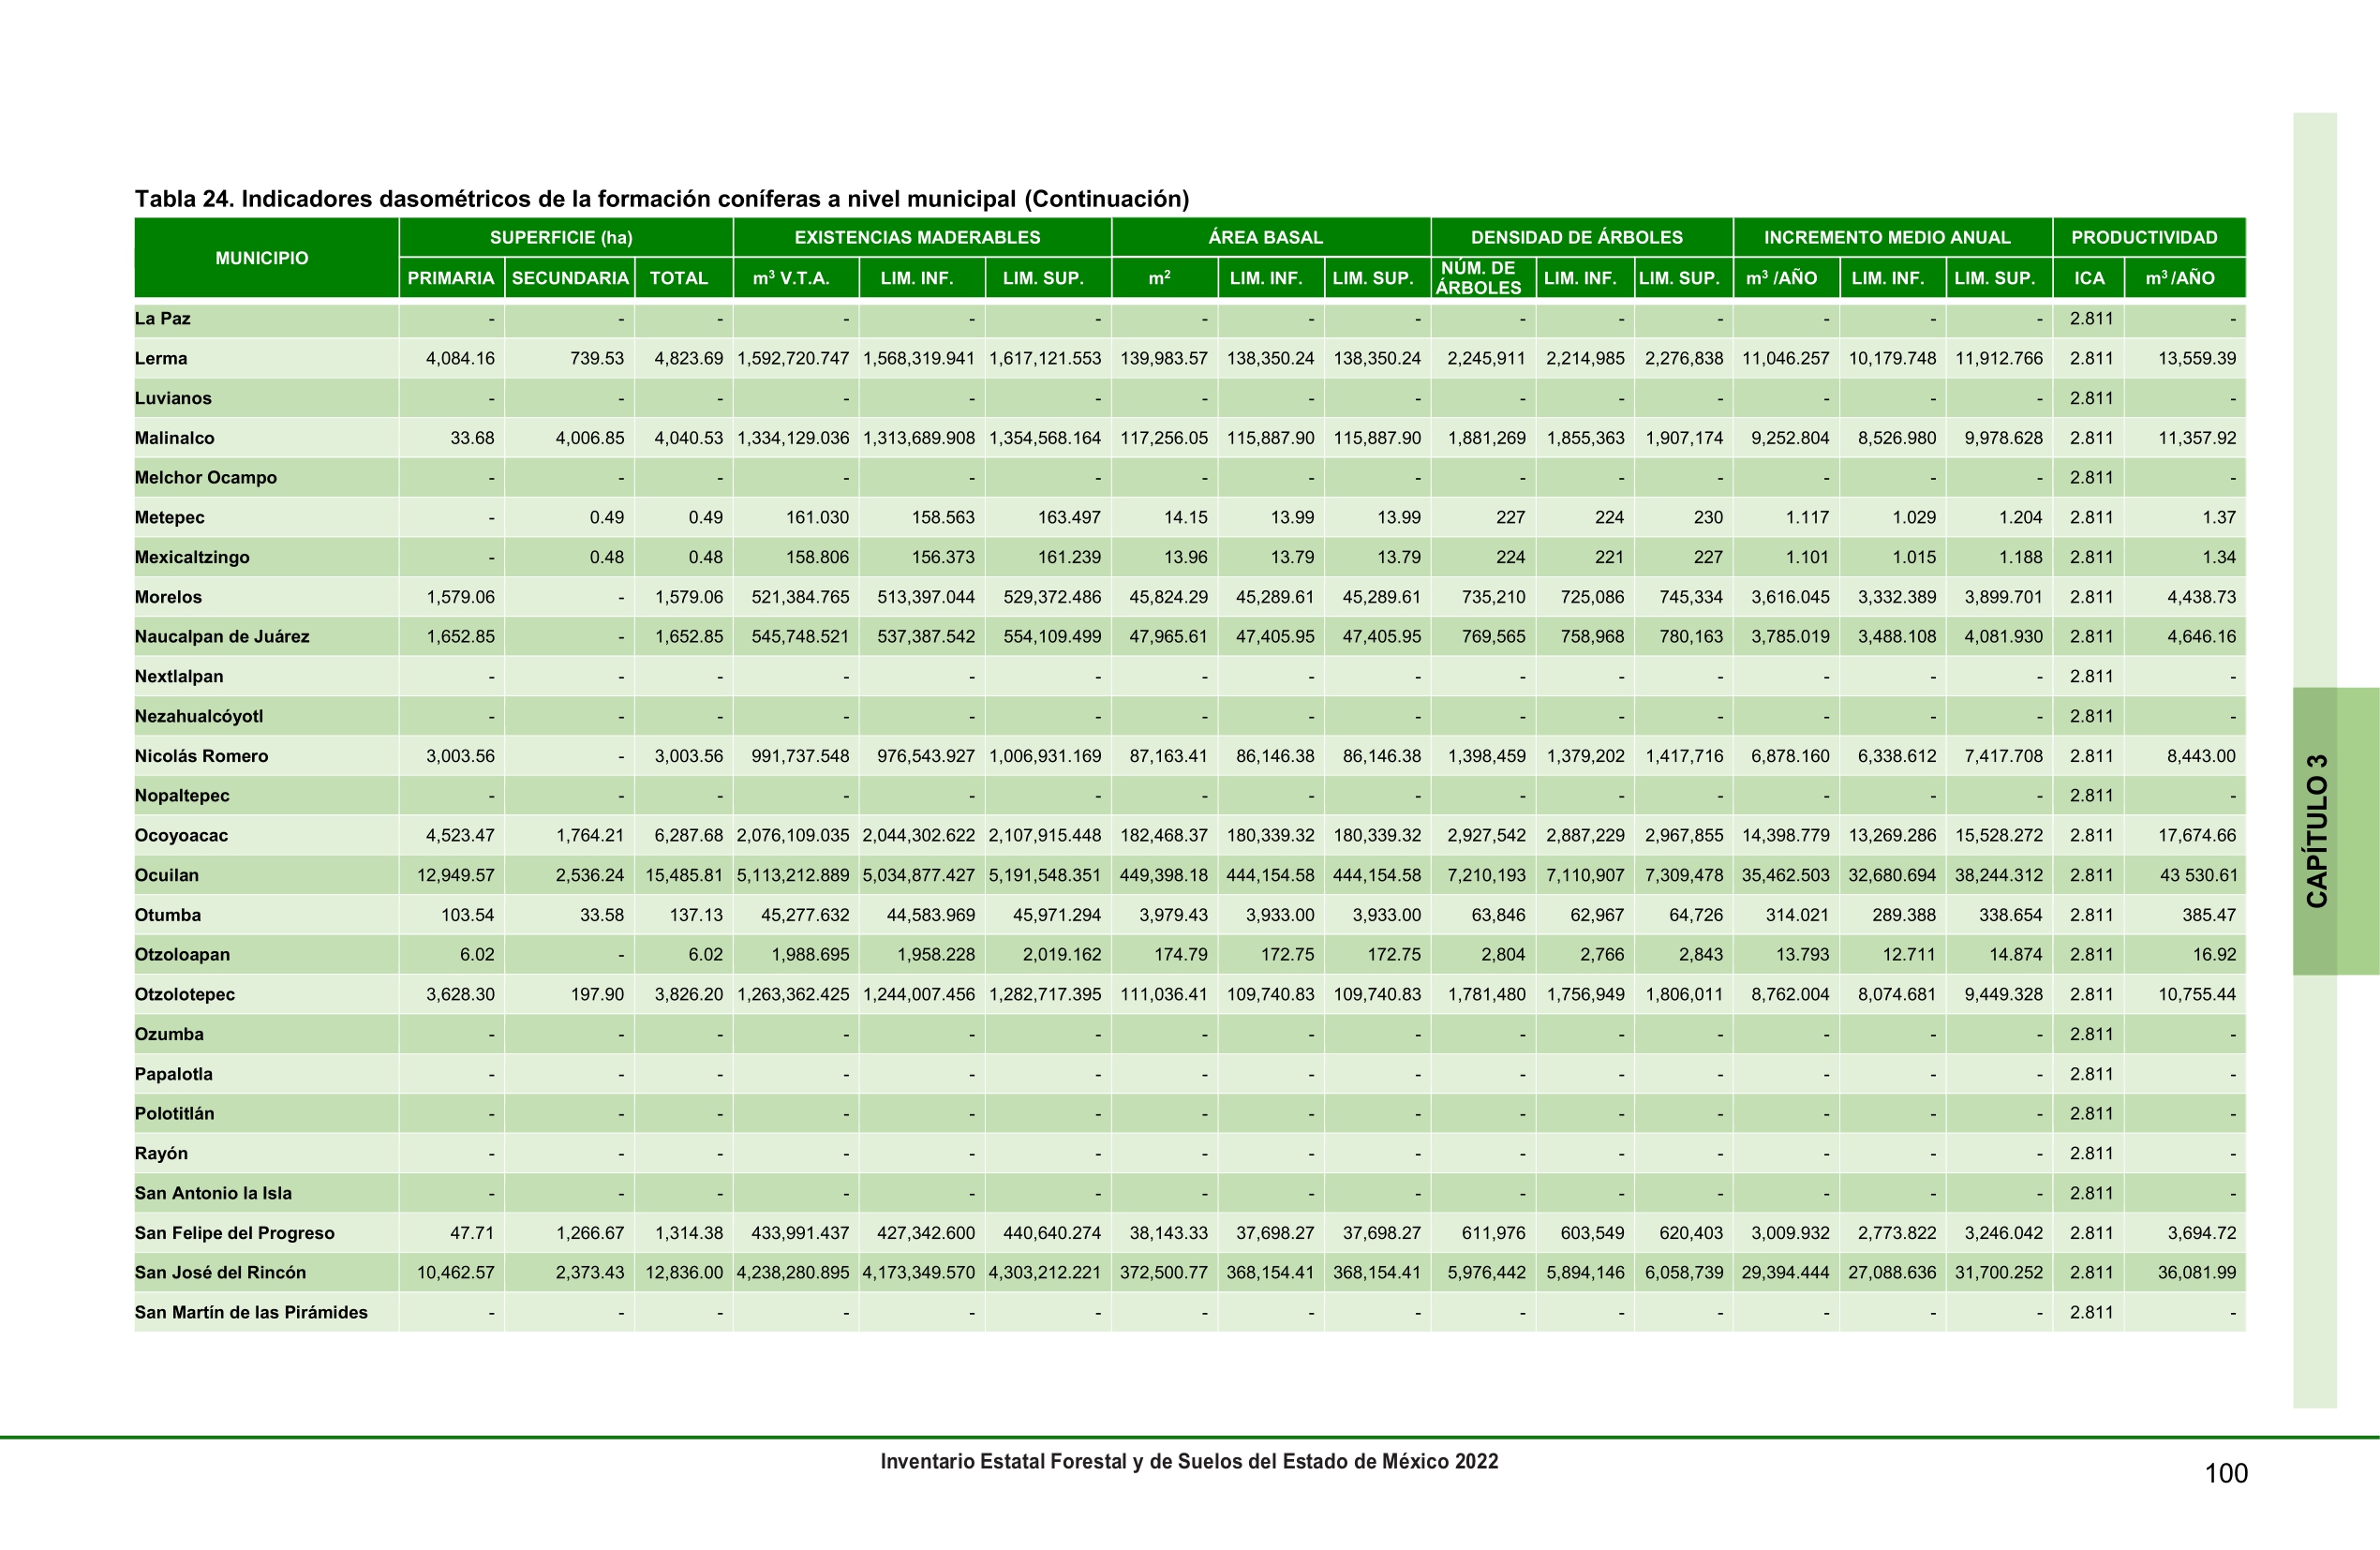 Tabla 24. Indicadores dasométricos de la formación coníferas a nivel municipal (Continuación)
MUNICIPIO SUPERFICIE (ha) EXISTENCIAS MADERABLES ÁREA BASAL DENSIDAD DE ÁRBOLES INCREMENTO MEDIO ANUAL PRODUCTIVIDAD
PRIMARIA SECUNDARIA TOTAL m³ V.T.A. LIM. INF. LIM. SUP. m² LIM. INF. LIM. SUP. NÚM. DE ÁRBOLES LIM. INF. LIM. SUP. m³ /AÑO LIM. INF. LIM. SUP. ICA m³ /AÑO
La Paz - - - - - - - - - - - - - - - 2.811 -
Lerma 4,084.16 739.53 4,823.69 1,592,720.747 1,568,319.941 1,617,121.553 139,983.57 138,350.24 138,350.24 2,245,911 2,214,985 2,276,838 11,046.257 10,179.748 11,912.766 2.811 13,559.39
Luvianos - - - - - - - - - - - - - - - 2.811 -
Malinalco 33.68 4,006.85 4,040.53 1,334,129.036 1,313,689.908 1,354,568.164 117,256.05 115,887.90 115,887.90 1,881,269 1,855,363 1,907,174 9,252.804 8,526.980 9,978.628 2.811 11,357.92
Melchor Ocampo - - - - - - - - - - - - - - - 2.811 -
Metepec - 0.49 0.49 161.030 158.563 163.497 14.15 13.99 13.99 227 224 230 1.117 1.029 1.204 2.811 1.37
Mexicaltzingo - 0.48 0.48 158.806 156.373 161.239 13.96 13.79 13.79 224 221 227 1.101 1.015 1.188 2.811 1.34
Morelos 1,579.06 - 1,579.06 521,384.765 513,397.044 529,372.486 45,824.29 45,289.61 45,289.61 735,210 725,086 745,334 3,616.045 3,332.389 3,899.701 2.811 4,438.73
Naucalpan de Juárez 1,652.85 - 1,652.85 545,748.521 537,387.542 554,109.499 47,965.61 47,405.95 47,405.95 769,565 758,968 780,163 3,785.019 3,488.108 4,081.930 2.811 4,646.16
Nextlalpan - - - - - - - - - - - - - - - 2.811 -
Nezahualcóyotl - - - - - - - - - - - - - - - 2.811 -
Nicolás Romero 3,003.56 - 3,003.56 991,737.548 976,543.927 1,006,931.169 87,163.41 86,146.38 86,146.38 1,398,459 1,379,202 1,417,716 6,878.160 6,338.612 7,417.708 2.811 8,443.00
Nopaltepec - - - - - - - - - - - - - - - 2.811 -
Ocoyoacac 4,523.47 1,764.21 6,287.68 2,076,109.035 2,044,302.622 2,107,915.448 182,468.37 180,339.32 180,339.32 2,927,542 2,887,229 2,967,855 14,398.779 13,269.286 15,528.272 2.811 17,674.66
Ocuilan 12,949.57 2,536.24 15,485.81 5,113,212.889 5,034,877.427 5,191,548.351 449,398.18 444,154.58 444,154.58 7,210,193 7,110,907 7,309,478 35,462.503 32,680.694 38,244.312 2.811 43 530.61
Otumba 103.54 33.58 137.13 45,277.632 44,583.969 45,971.294 3,979.43 3,933.00 3,933.00 63,846 62,967 64,726 314.021 289.388 338.654 2.811 385.47
Otzoloapan 6.02 - 6.02 1,988.695 1,958.228 2,019.162 174.79 172.75 172.75 2,804 2,766 2,843 13.793 12.711 14.874 2.811 16.92
Otzolotepec 3,628.30 197.90 3,826.20 1,263,362.425 1,244,007.456 1,282,717.395 111,036.41 109,740.83 109,740.83 1,781,480 1,756,949 1,806,011 8,762.004 8,074.681 9,449.328 2.811 10,755.44
Ozumba - - - - - - - - - - - - - - - 2.811 -
Papalotla - - - - - - - - - - - - - - - 2.811 -
Polotitlán - - - - - - - - - - - - - - - 2.811 -
Rayón - - - - - - - - - - - - - - - 2.811 -
San Antonio la Isla - - - - - - - - - - - - - - - 2.811 -
San Felipe del Progreso 47.71 1,266.67 1,314.38 433,991.437 427,342.600 440,640.274 38,143.33 37,698.27 37,698.27 611,976 603,549 620,403 3,009.932 2,773.822 3,246.042 2.811 3,694.72
San José del Rincón 10,462.57 2,373.43 12,836.00 4,238,280.895 4,173,349.570 4,303,212.221 372,500.77 368,154.41 368,154.41 5,976,442 5,894,146 6,058,739 29,394.444 27,088.636 31,700.252 2.811 36,081.99
San Martín de las Pirámides - - - - - - - - - - - - - - - 2.811 -
CAPÍTULO 3
Inventario Estatal Forestal y de Suelos del Estado de México 2022
100